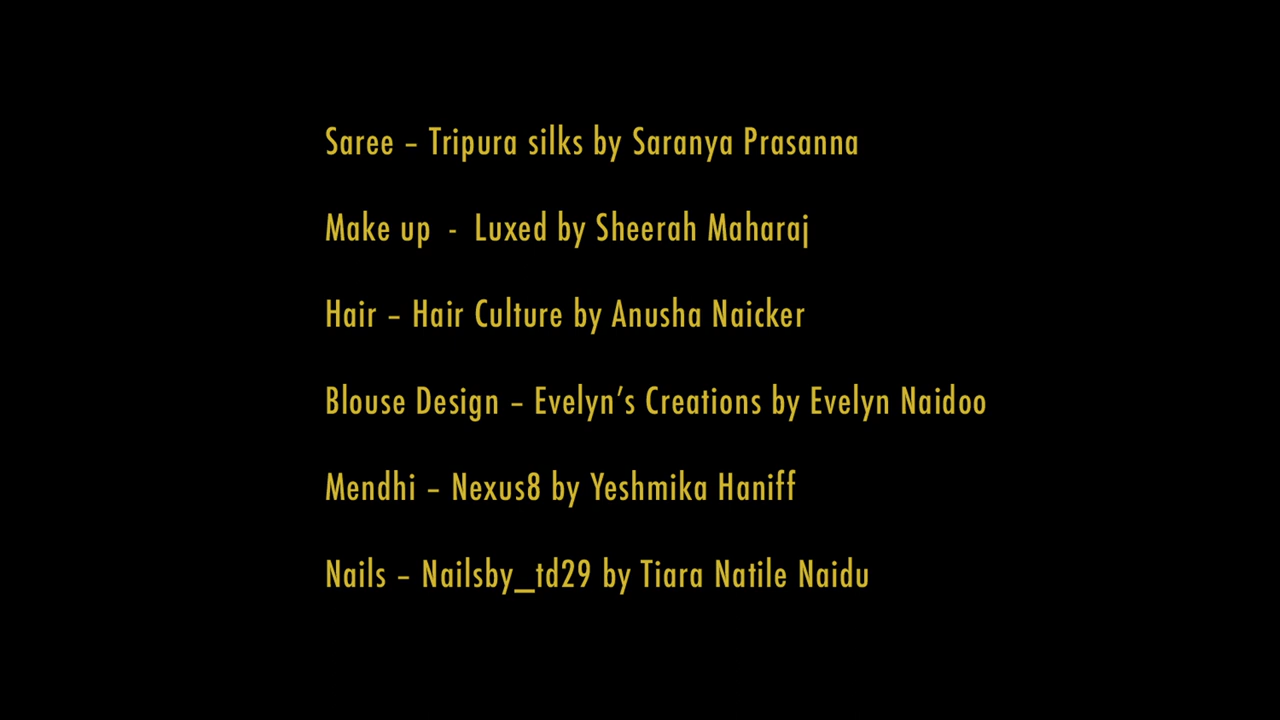 Saree – Tripura silks by Saranya Prasanna
Make up  -  Luxed by Sheerah Maharaj
Hair – Hair Culture by Anusha Naicker
Blouse Design – Evelyn’s Creations by Evelyn Naidoo
Mendhi – Nexus8 by Yeshmika Haniff
Nails – Nailsby_td29 by Tiara Natile Naidu